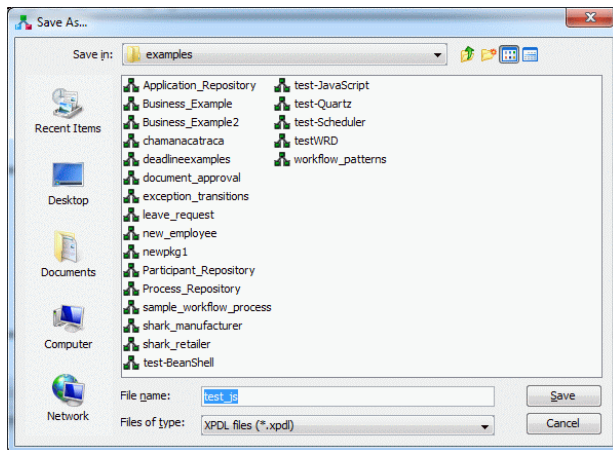 Save As...
Save in: examples
Recent Items
Desktop
Documents
Computer
Network
Application_Repository
Business_Example
Business_Example2
chamanacatraca
deadlineexamples
document_approval
exception_transitions
leave_request
new_employee
newpkg1
Participant_Repository
Process_Repository
sample_workflow_process
shark_manufacturer
shark_retailer
test-BeanShell
test-JavaScript
test-Quartz
test-Scheduler
testWRD
workflow_patterns
File name: test_js Save
Files of type: XPDL files (*.xpdl) Cancel